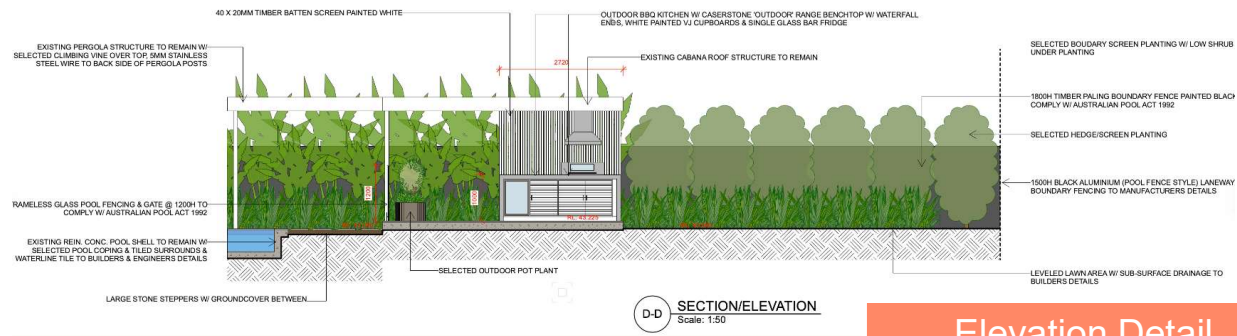 40 X 20MM TIMBER BATTEN SCREEN PAINTED WHITE
OUTDOOR BBQ KITCHEN W/ CASERSTONE 'OUTDOOR' RANGE BENCHTOP W/ WATERFALL
ENDS, WHITE PAINTED VJ CUPBOARDS & SINGLE GLASS BAR FRIDGE
EXISTING PERGOLA STRUCTURE TO REMAIN W/
SELECTED CLIMBING VINE OVER TOP, 5MM STAINLESS
STEEL WIRE TO BACK SIDE OF PERGOLA POSTS
EXISTING CABANA ROOF STRUCTURE TO REMAIN
2720
SELECTED BOUDARY SCREEN PLANTING W/ LOW SHRUB
UNDER PLANTING
1800H TIMBER PALING BOUNDARY FENCE PAINTED BLACK
COMPLY W/ AUSTRALIAN POOL ACT 1992
SELECTED HEDGE/SCREEN PLANTING
1500H BLACK ALUMINIUM (POOL FENCE STYLE) LANEWAY
BOUNDARY FENCING TO MANUFACTURERS DETAILS
1200
1000
RL: 43.225
RAMELESS GLASS POOL FENCING & GATE @ 1200H TO
COMPLY W/ AUSTRALIAN POOL ACT 1992
EXISTING REIN. CONC. POOL SHELL TO REMAIN W/
SELECTED POOL COPING & TILED SURROUNDS &
WATERLINE TILE TO BUILDERS & ENGINEERS DETAILS
SELECTED OUTDOOR POT PLANT
LARGE STONE STEPPERS W/ GROUNDCOVER BETWEEN
LEVELED LAWN AREA W/ SUB-SURFACE DRAINAGE TO
BUILDERS DETAILS
D-D
SECTION/ELEVATION
Scale: 1:50
Elevation Detail